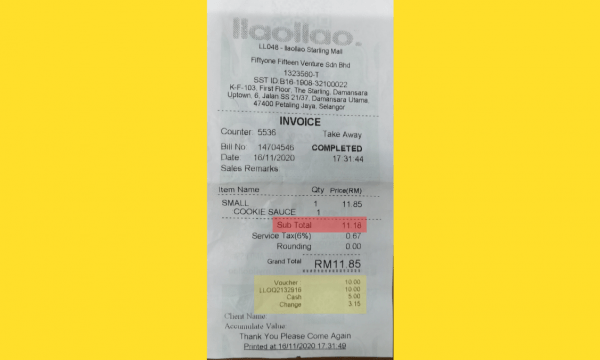 llaollao.
LL048 - llaollao Starling Mall
Fiftyone Fifteen Venture Sdn Bhd
1323580-T
SST ID B16-1908-32100022
K-F-103, First Floor, The Starling, Damansara
Uptown, 6, Jalan SS 21/37, Damansara Utama,
47400 Petaling Jaya, Selangor
INVOICE
Counter 5536 Take Away
Bill No 14704546 COMPLETED
Date 16/11/2020 17:31:44
Sales Remarks
Item Name Qty Price(RM)
SMALL 1 11.85
COOKIE SAUCE 1
Sub Total 11.18
Service Tax(6%) 0.67
Rounding 0.00
Grand Total RM11.85
Voucher 10.00
10.00
Cash 5.00
Change 3.15
Client Name:
Accumulate Value:
Thank You Please Come Again
Printed at 16/11/2020 17:31:49